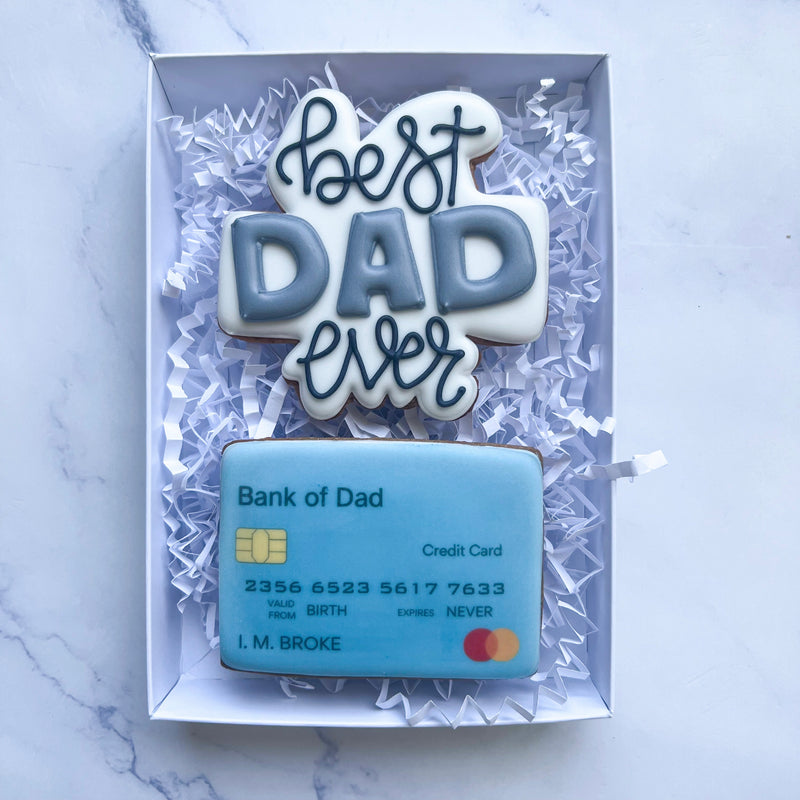 best
DAD
ever
Bank of Dad
Credit Card
2356 6523 5617 7633
VALID FROM BIRTH EXPIRES NEVER
I. M. BROKE